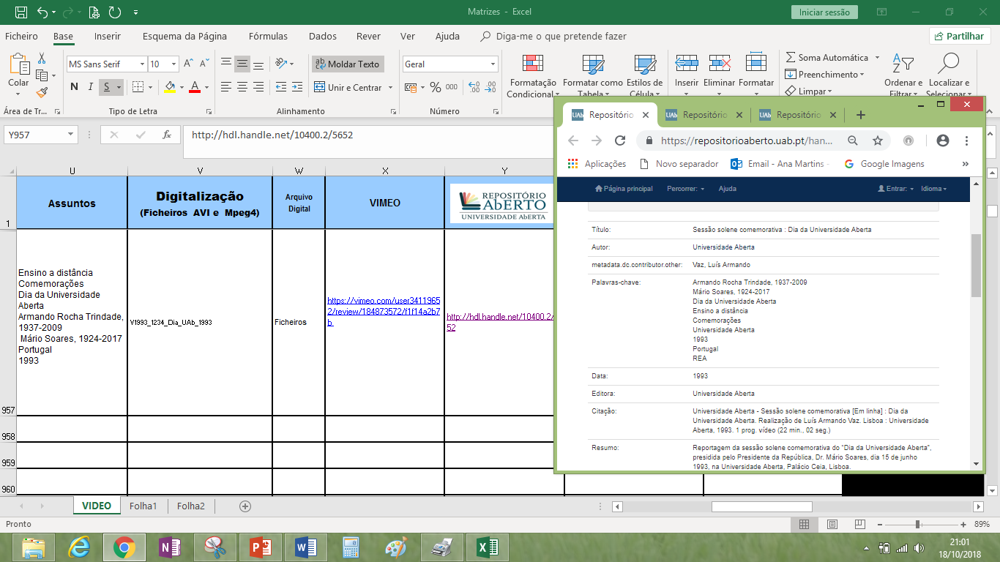 Matrizes - Excel
Iniciar sessão
Ficheiro Base Inserir Esquema da Página Fórmulas Dados Rever Ver Ajuda Diga-me o que pretende fazer Partilhar
Colar
MS Sans Serif 10
N I S
Moldar Texto
Unir e Centrar
Geral
% 000
Formatação
Condicional
Formatar como
Tabela
Estilos de
Célula
Inserir Eliminar Formatar
Soma Automática
Preenchimento
Limpar
Ordenar e
Filtrar
Localizar e
Selecionar
Área de Tr... Tipo de Letra Alinhamento Número
Y957
fx
http://hdl.handle.net/10400.2/5652
U V W X Y
1
Assuntos
Digitalização
(Ficheiros AVI e Mpeg4)
Arquivo
Digital
VIMEO
REPOSITÓRIO
ABERTO
UNIVERSIDADE ABERTA
Ensino a distância
Comemorações
Dia da Universidade
Aberta
Armando Rocha Trindade,
1937-2009
Mário Soares, 1924-2017
Portugal
1993
V1993_1234_Dia_UAb_1993
Ficheiros
https://vimeo.com/user3411965
2/review/184873572/f1f14a2b7
b
http://hdl.handle.net/10400.2/
52
957
958
959
960
UAb Repositório
UAb Repositório
UAb Repositório
https://repositorioaberto.uab.pt/han...
Aplicações Novo separador Email - Ana Martins - Google Imagens »
Página principal Percorrer: Ajuda Entrar: Idioma
Título: Sessão solene comemorativa : Dia da Universidade Aberta
Autor: Universidade Aberta
metadata.dc.contributor.other: Vaz, Luís Armando
Palavras-chave: Armando Rocha Trindade, 1937-2009
Mário Soares, 1924-2017
Dia da Universidade Aberta
Ensino a distância
Comemorações
Universidade Aberta
1993
Portugal
REA
Data: 1993
Editora: Universidade Aberta
Citação: Universidade Aberta - Sessão solene comemorativa [Em linha] : Dia da
Universidade Aberta. Realização de Luís Armando Vaz. Lisboa : Universidade
Aberta, 1993. 1 prog. vídeo (22 min., 02 seg.)
Resumo: Reportagem da sessão solene comemorativa do "Dia da Universidade Aberta",
presidida pelo Presidente da República, Dr. Mário Soares, dia 15 de junho
1993, na Universidade Aberta, Palácio Ceia, Lisboa.
VIDEO Folha1 Folha2
Pronto
89%
21:01
18/10/2018